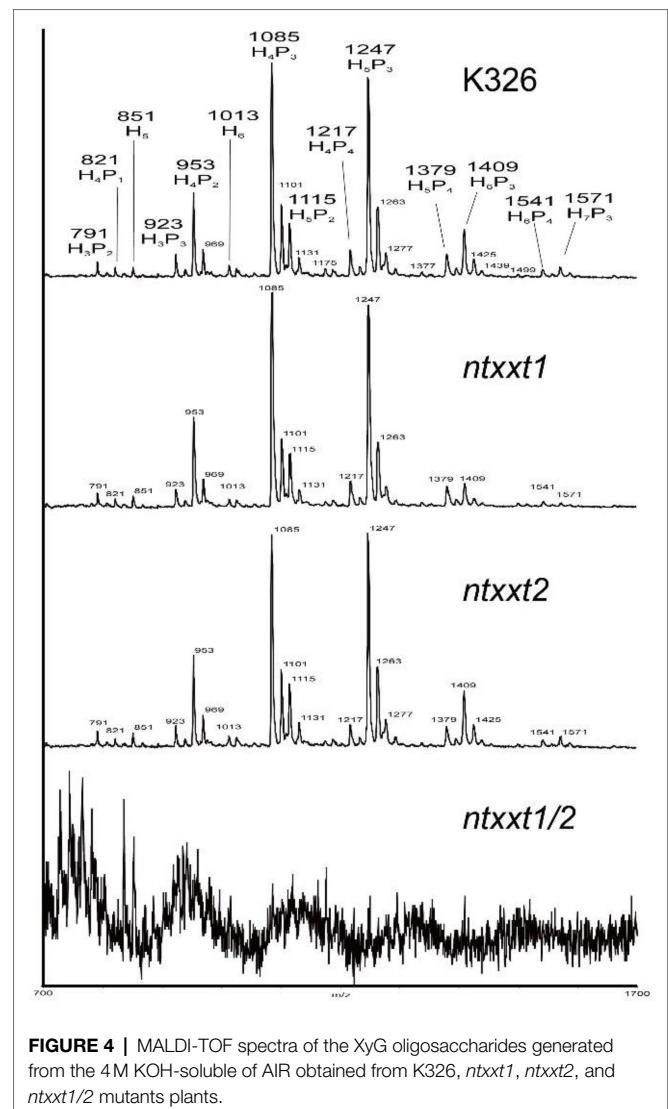 1085
H₄P₃
1247
H₅P₃
K326
851
H₅
1013
H₆
821
H₄P₁
953
H₄P₂
1217
H₄P₄
1409
H₆P₃
1379
H₅P₄
1101
1115
H₅P₂
1263
1541
H₆P₄
1571
H₇P₃
791
H₃P₂
923
H₃P₃
969
1131
1175
1277
1377
1425
1439
1499
1085
1247
ntxxt1
953
1101
1263
1115
791
821
851
923
969
1013
1131
1217
1379
1409
1541
1571
1085
1247
ntxxt2
953
1101
1263
1115
1409
791
821
851
923
969
1013
1131
1217
1277
1379
1425
1541
1571
ntxxt1/2
700
m/z
1700
FIGURE 4 | MALDI-TOF spectra of the XyG oligosaccharides generated
from the 4 M KOH-soluble of AIR obtained from K326, ntxxt1, ntxxt2, and
ntxxt1/2 mutants plants.